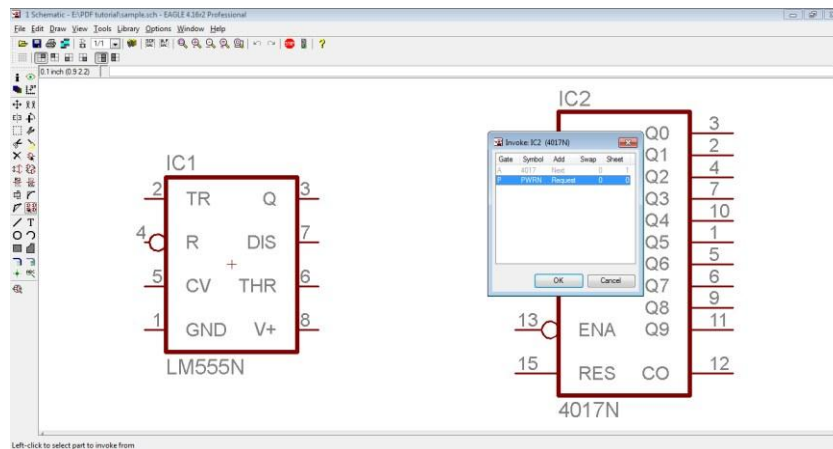 1 Schematic - E:\PDF tutorial\sample.sch - EAGLE 4.16r2 Professional
File Edit Draw View Tools Library Options Window Help
1/1
0.1 inch (0.9 2.2)
IC1
2 TR Q 3
4 R DIS 7
5 CV THR 6
1 GND V+ 8
LM555N
IC2
Q0 3
Q1 2
Q2 4
Q3 7
Q4 10
Q5 1
Q6 5
Q7 6
Q8 9
13 ENA Q9 11
15 RES CO 12
4017N
Invoke: IC2 (4017N)
Gate Symbol Add Swap Sheet
A 4017 Next 0 1
P PWRN Request 0 0
OK Cancel
Left-click to select part to invoke from